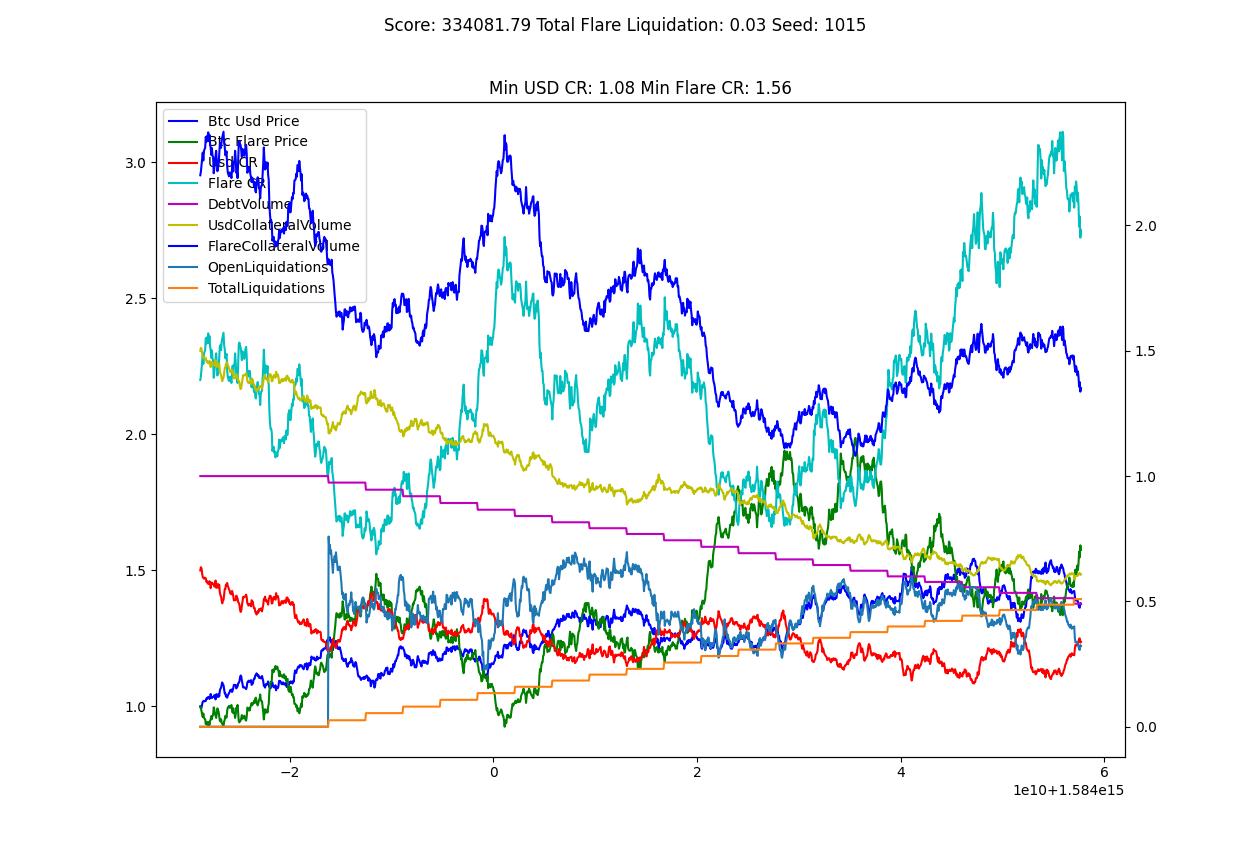 Score: 334081.79 Total Flare Liquidation: 0.03 Seed: 1015
Min USD CR: 1.08 Min Flare CR: 1.56
Btc Usd Price
Btc Flare Price
Usd CR
Flare CR
DebtVolume
UsdCollateralVolume
FlareCollateralVolume
OpenLiquidations
TotalLiquidations
3.0
2.5
2.0
1.5
1.0
2.0
1.5
1.0
0.5
0.0
−2
0
2
4
6
1e10+1.584e15